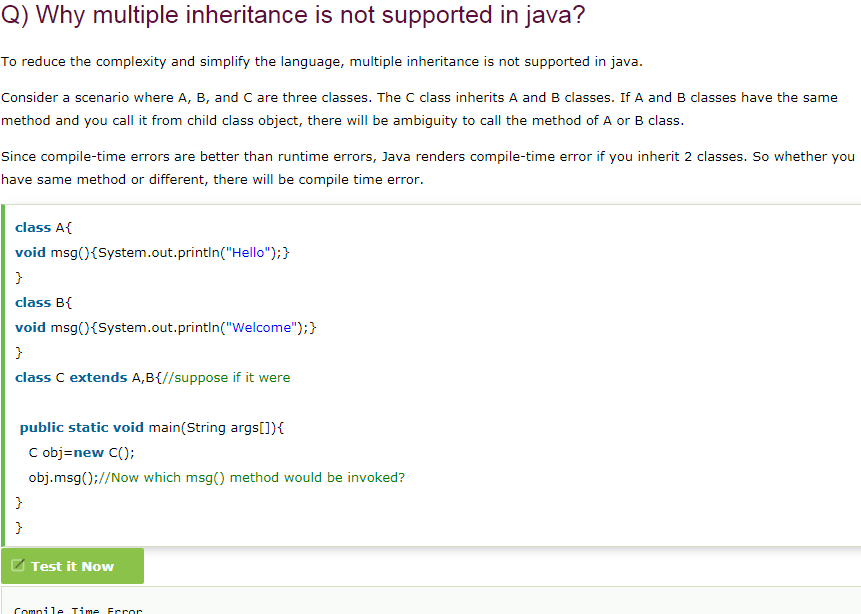 Q) Why multiple inheritance is not supported in java?
To reduce the complexity and simplify the language, multiple inheritance is not supported in java.
Consider a scenario where A, B, and C are three classes. The C class inherits A and B classes. If A and B classes have the same
method and you call it from child class object, there will be ambiguity to call the method of A or B class.
Since compile-time errors are better than runtime errors, Java renders compile-time error if you inherit 2 classes. So whether you
have same method or different, there will be compile time error.
class A{
void msg(){System.out.println("Hello");}
}
class B{
void msg(){System.out.println("Welcome");}
}
class C extends A,B{//suppose if it were
public static void main(String args[]){
C obj=new C();
obj.msg();//Now which msg() method would be invoked?
}
}
Test it Now
Compile Time Error